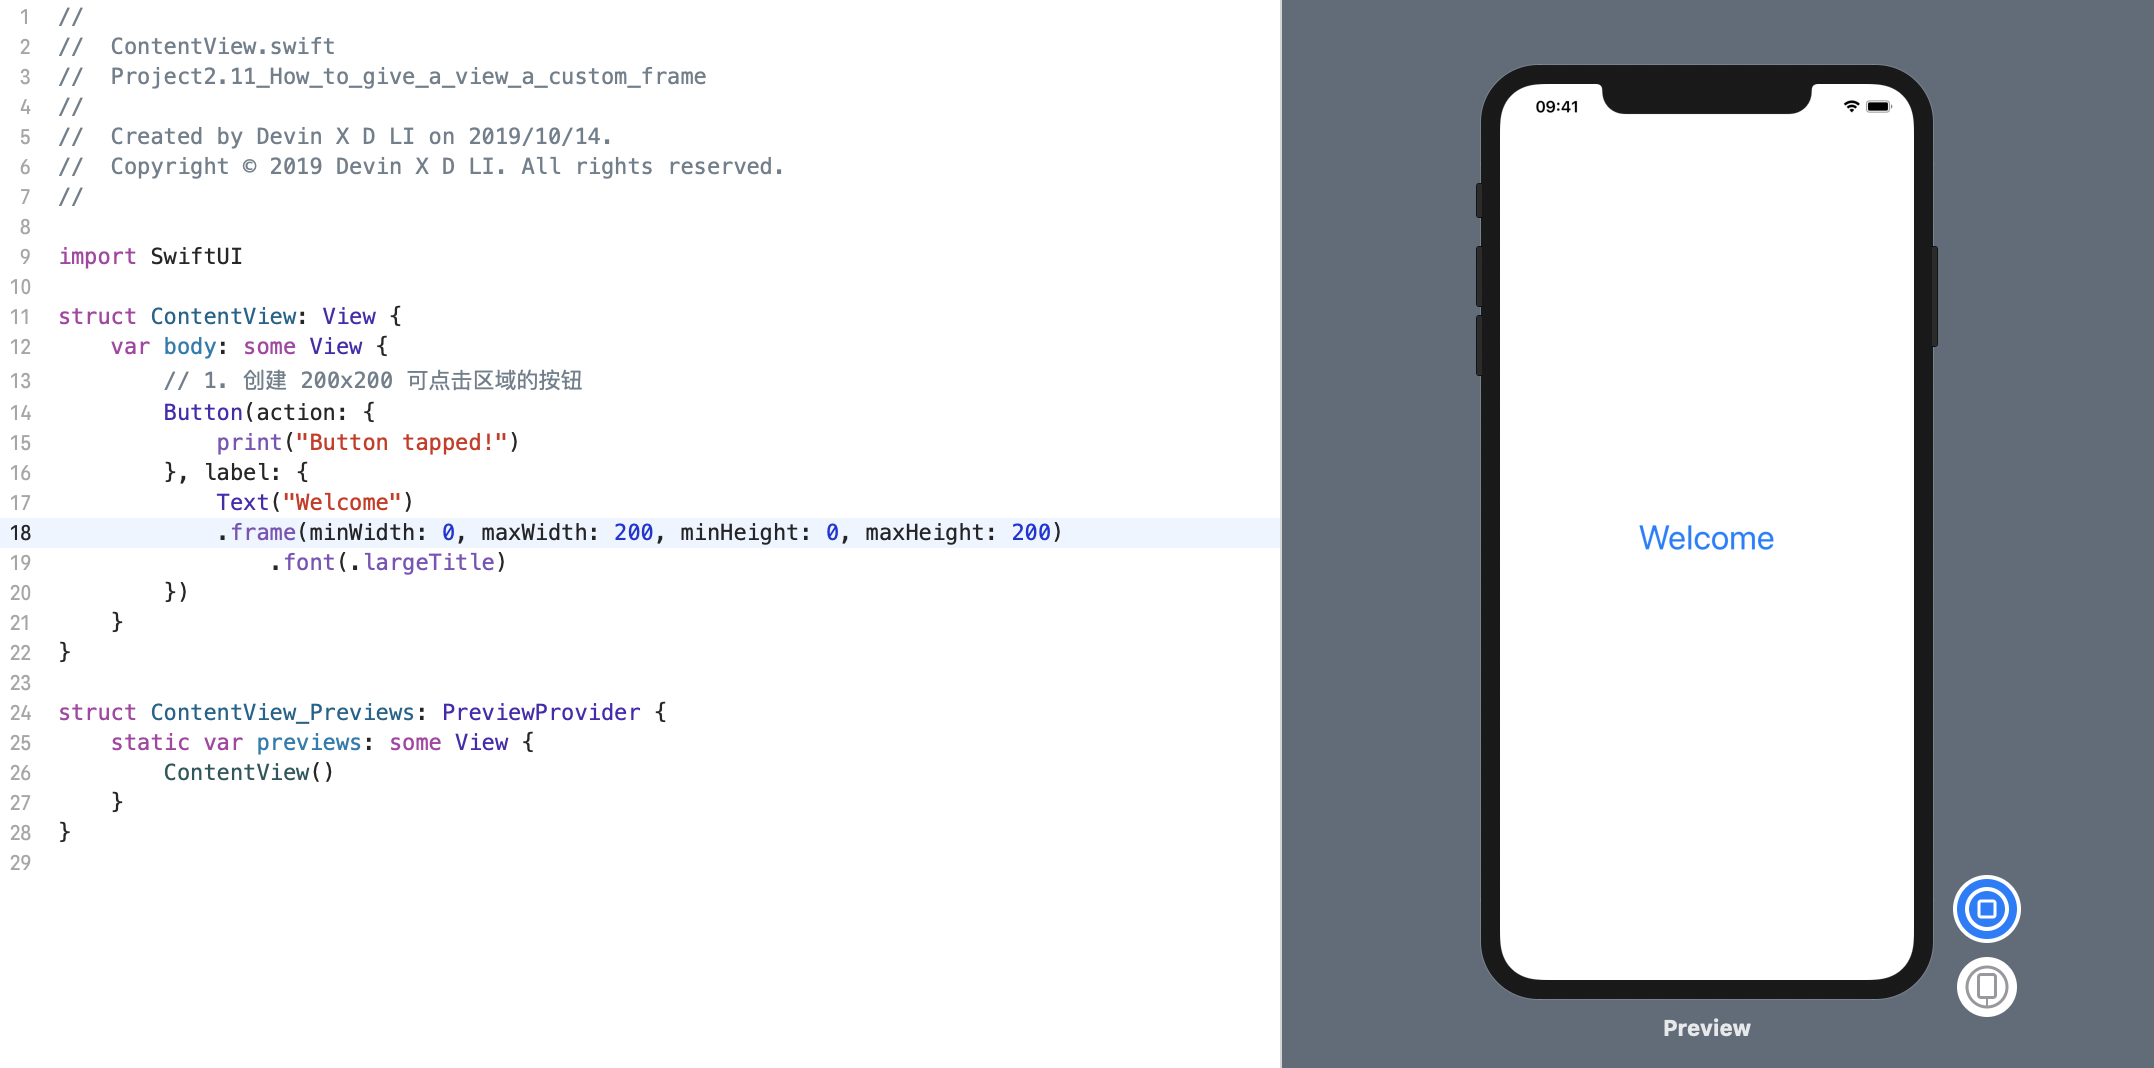 1 //
2 //  ContentView.swift
3 //  Project2.11_How_to_give_a_view_a_custom_frame
4 //
5 //  Created by Devin X D LI on 2019/10/14.
6 //  Copyright © 2019 Devin X D LI. All rights reserved.
7 //
8
9 import SwiftUI
10
11 struct ContentView: View {
12     var body: some View {
13         // 1. 创建 200x200 可点击区域的按钮
14         Button(action: {
15             print("Button tapped!")
16         }, label: {
17             Text("Welcome")
18             .frame(minWidth: 0, maxWidth: 200, minHeight: 0, maxHeight: 200)
19                 .font(.largeTitle)
20         })
21     }
22 }
23
24 struct ContentView_Previews: PreviewProvider {
25     static var previews: some View {
26         ContentView()
27     }
28 }
29
09:41
Welcome
Preview